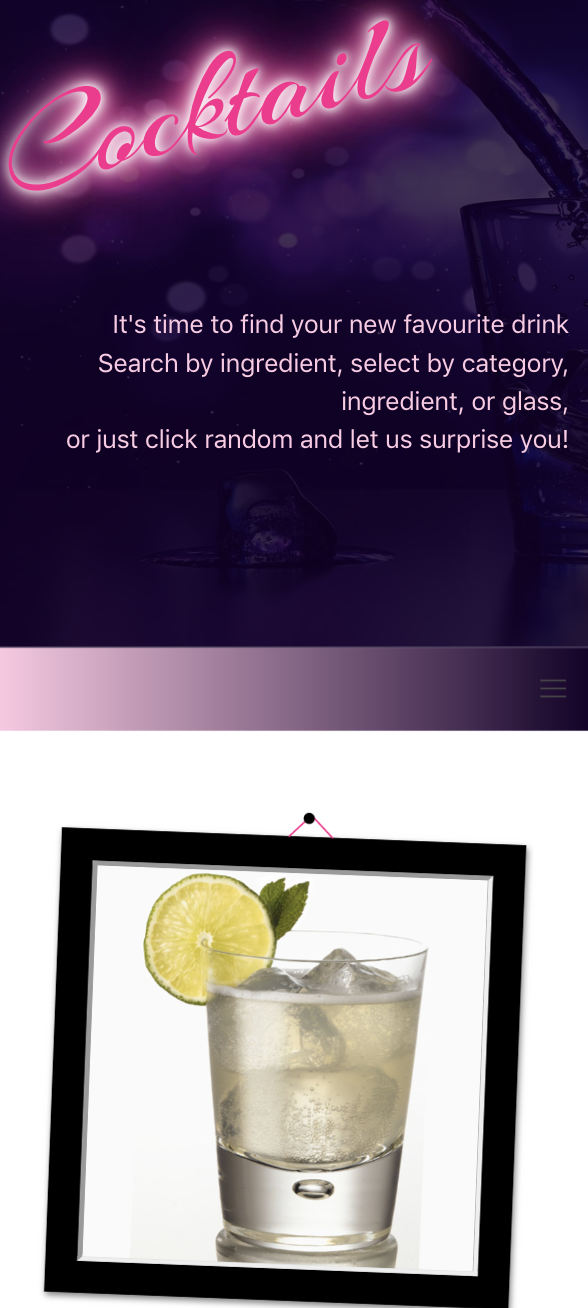 Cocktails
It's time to find your new favourite drink
Search by ingredient, select by category,
ingredient, or glass,
or just click random and let us surprise you!